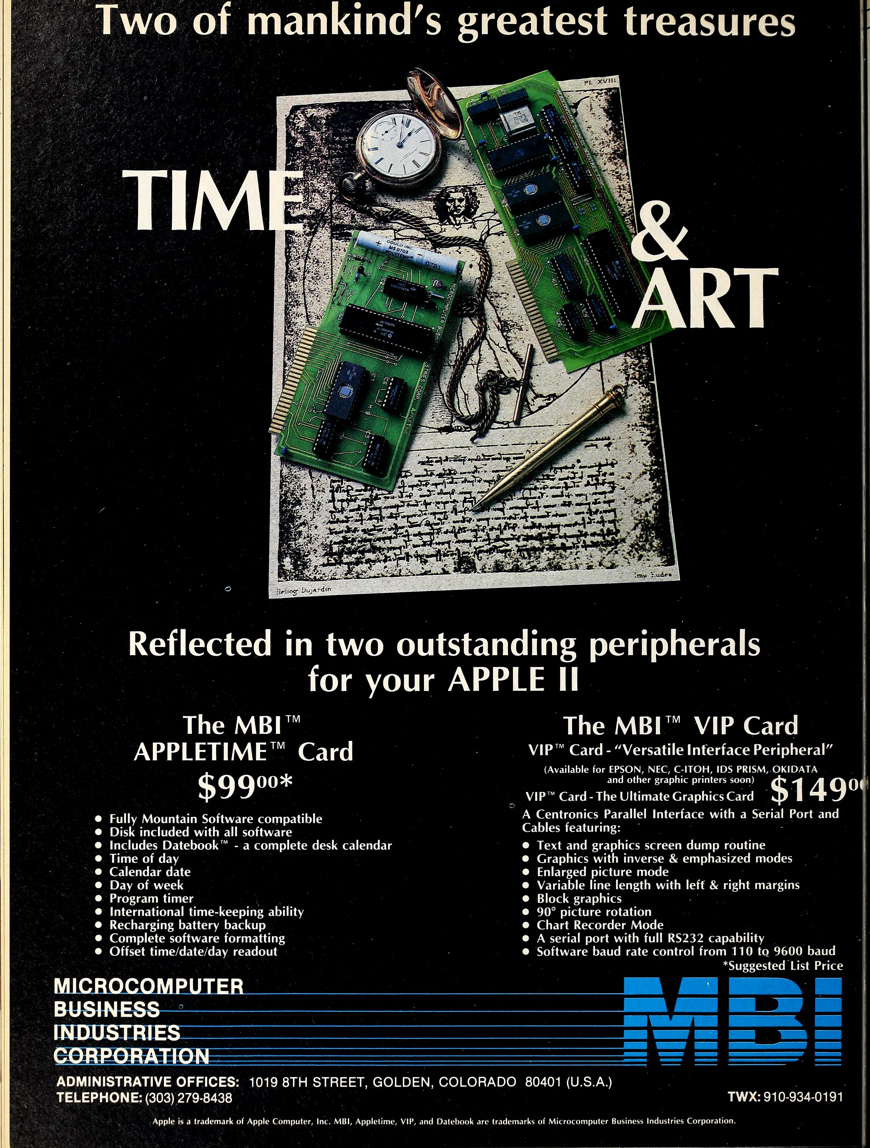 Two of mankind's greatest treasures
PL XVIII
TIME
&
ART
Reflected in two outstanding peripherals
for your APPLE II
The MBI™
APPLETIME™ Card
$99⁰⁰*
● Fully Mountain Software compatible
● Disk included with all software
● Includes Datebook™ - a complete desk calendar
● Time of day
● Calendar date
● Day of week
● Program timer
● International time-keeping ability
● Recharging battery backup
● Complete software formatting
● Offset time/date/day readout
The MBI™ VIP Card
VIP™ Card - “Versatile Interface Peripheral”
(Available for EPSON, NEC, C-ITOH, IDS PRISM, OKIDATA
and other graphic printers soon)
VIP™ Card - The Ultimate Graphics Card $149⁰⁰
A Centronics Parallel Interface with a Serial Port and
Cables featuring:
● Text and graphics screen dump routine
● Graphics with inverse & emphasized modes
● Enlarged picture mode
● Variable line length with left & right margins
● Block graphics
● 90° picture rotation
● Chart Recorder Mode
● A serial port with full RS232 capability
● Software baud rate control from 110 to 9600 baud
*Suggested List Price
MICROCOMPUTER
BUSINESS
INDUSTRIES
CORPORATION
MBI
ADMINISTRATIVE OFFICES: 1019 8TH STREET, GOLDEN, COLORADO 80401 (U.S.A.)
TELEPHONE: (303) 279-8438
TWX: 910-934-0191
Apple is a trademark of Apple Computer, Inc. MBI, Appletime, VIP, and Datebook are trademarks of Microcomputer Business Industries Corporation.